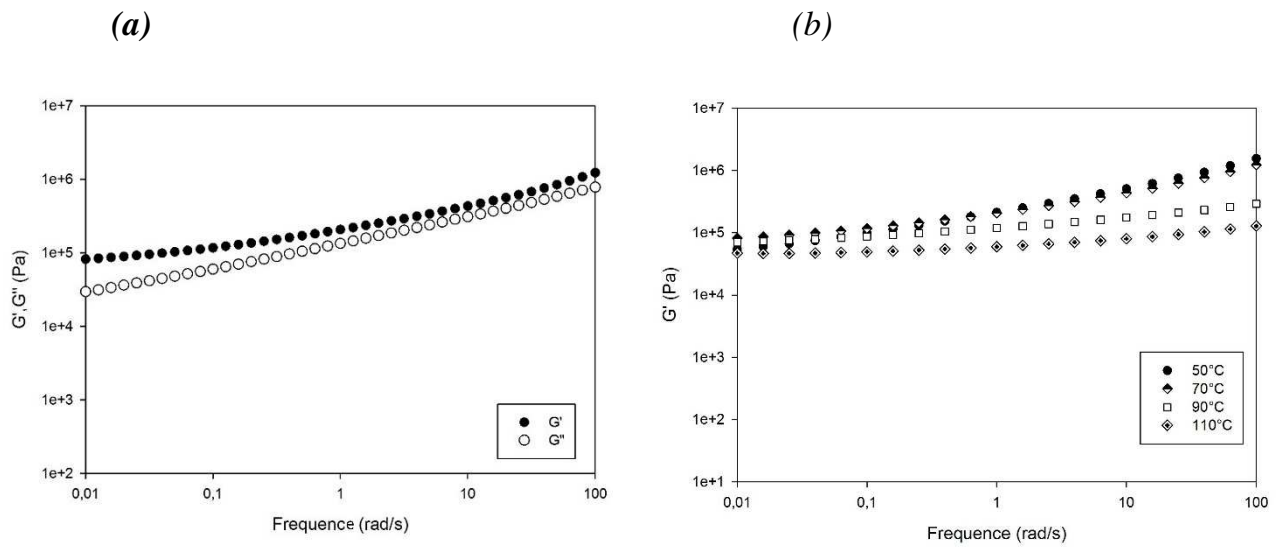 (a)
(b)
1e+7
1e+6
1e+5
1e+4
1e+3
1e+2
G',G'' (Pa)
0,01
0,1
1
10
100
Frequence (rad/s)
G'
G''
1e+7
1e+6
1e+5
1e+4
1e+3
1e+2
1e+1
G' (Pa)
0,01
0,1
1
10
100
Frequence (rad/s)
50°C
70°C
90°C
110°C